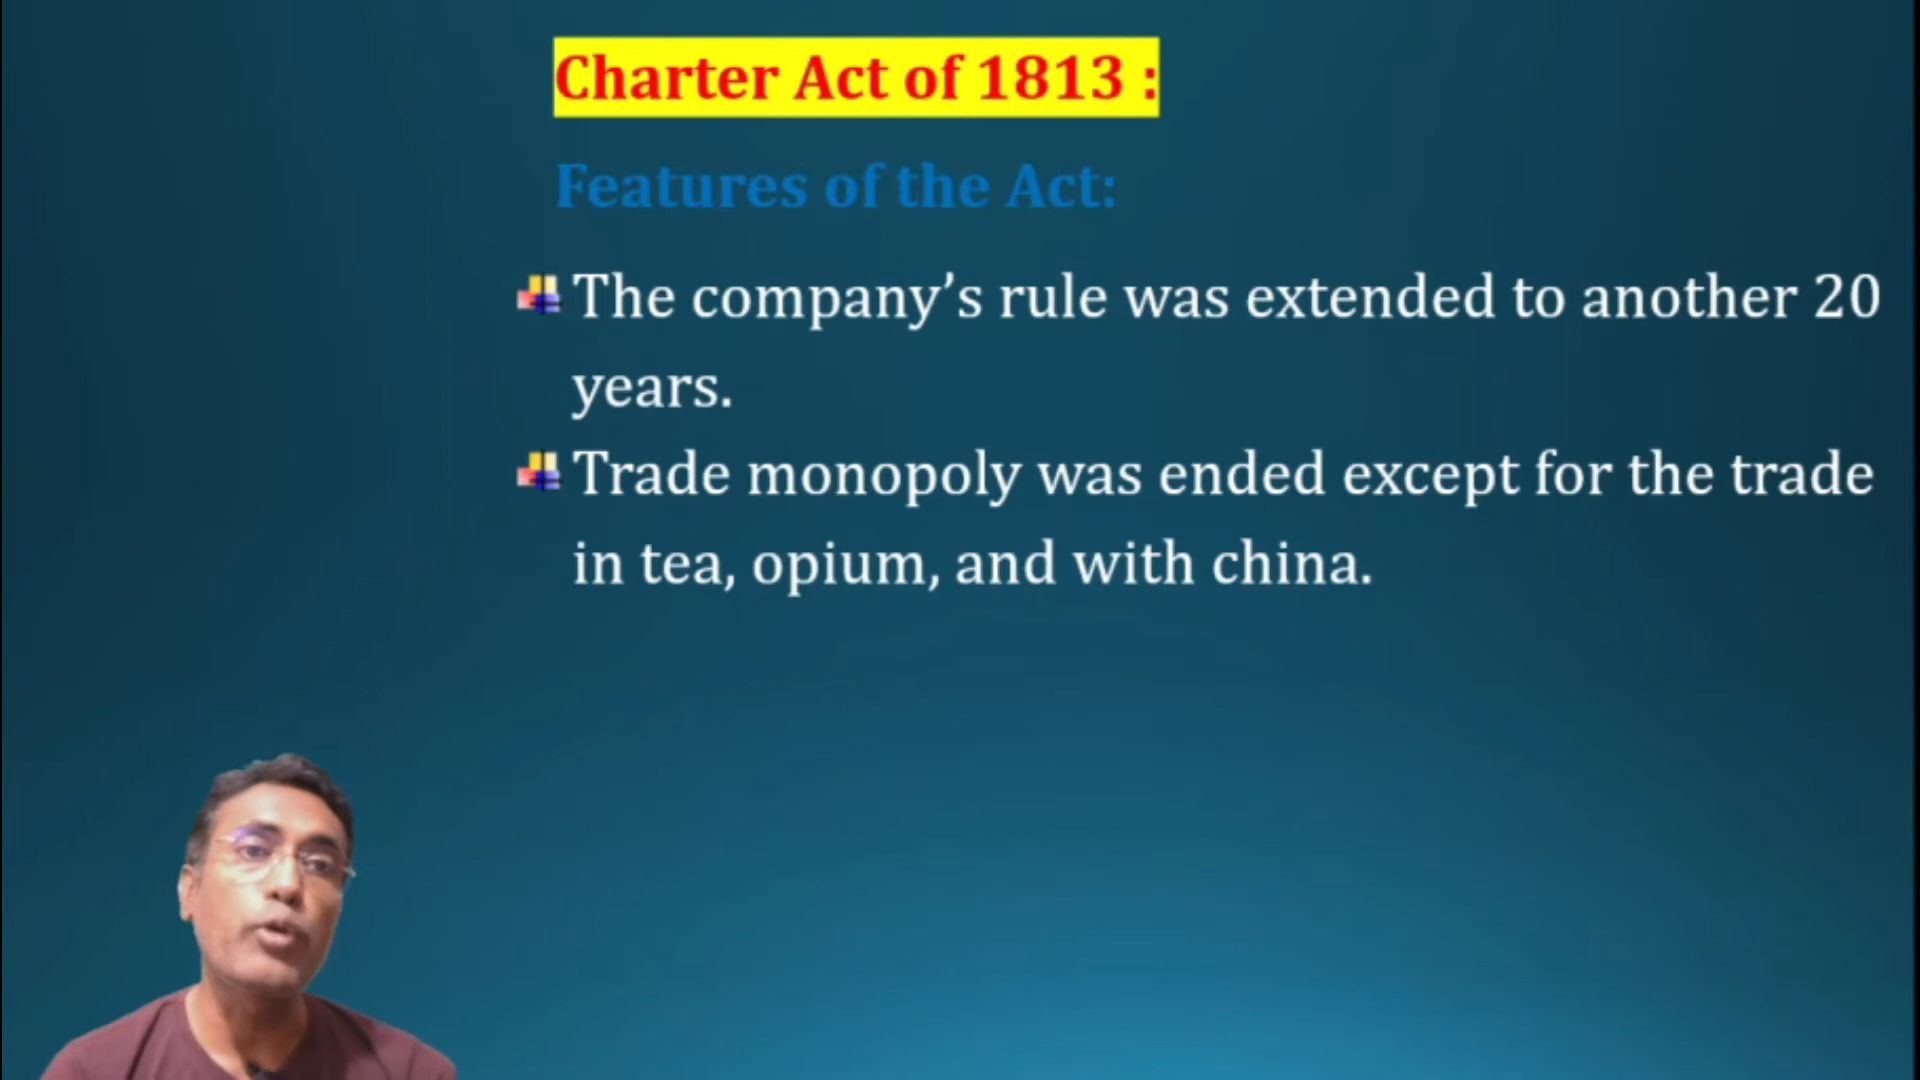 Charter Act of 1813 :
Features of the Act:
The company’s rule was extended to another 20
years.
Trade monopoly was ended except for the trade
in tea, opium, and with china.